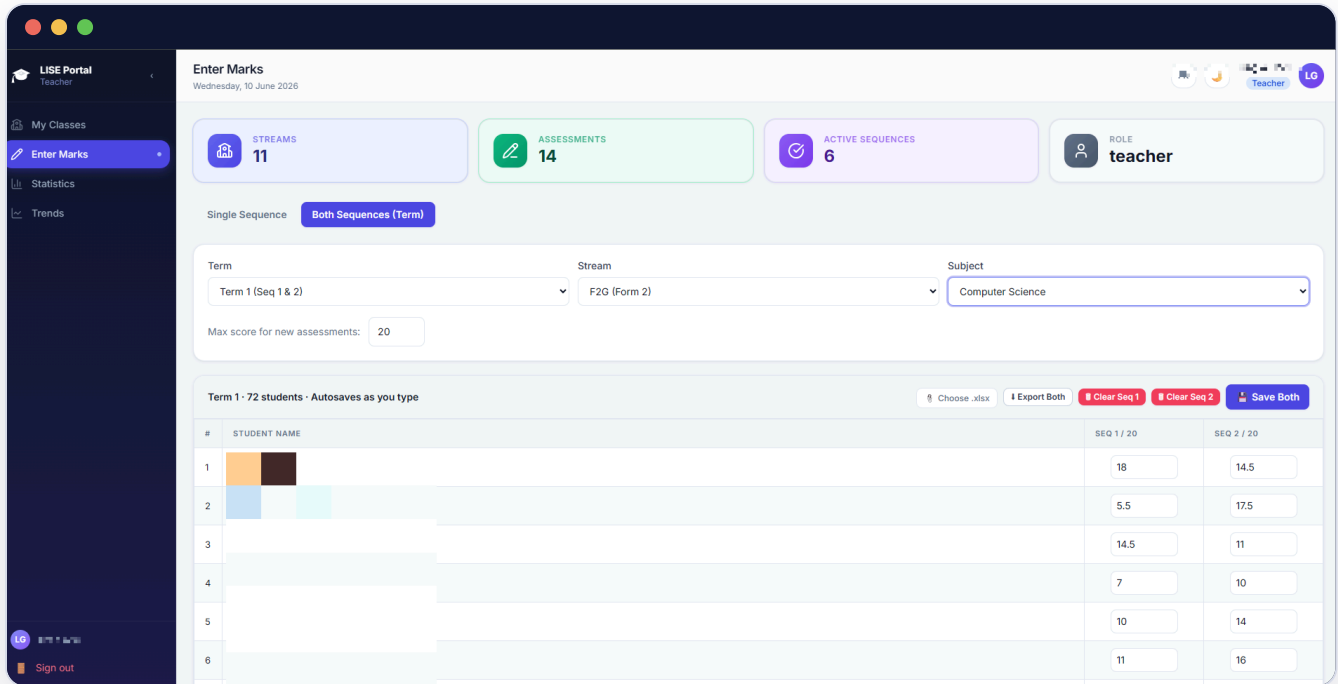 LISE Portal
Teacher
My Classes
Enter Marks
Statistics
Trends
LG
Sign out
Enter Marks
Wednesday, 10 June 2026
Teacher
LG
STREAMS
11
ASSESSMENTS
14
ACTIVE SEQUENCES
6
ROLE
teacher
Single Sequence
Both Sequences (Term)
Term
Stream
Subject
Term 1 (Seq 1 & 2)
F2G (Form 2)
Computer Science
Max score for new assessments: 20
Term 1 · 72 students · Autosaves as you type
Choose .xlsx
⬇ Export Both
Clear Seq 1
Clear Seq 2
Save Both
# STUDENT NAME SEQ 1 / 20 SEQ 2 / 20
1 18 14.5
2 5.5 17.5
3 14.5 11
4 7 10
5 10 14
6 11 16